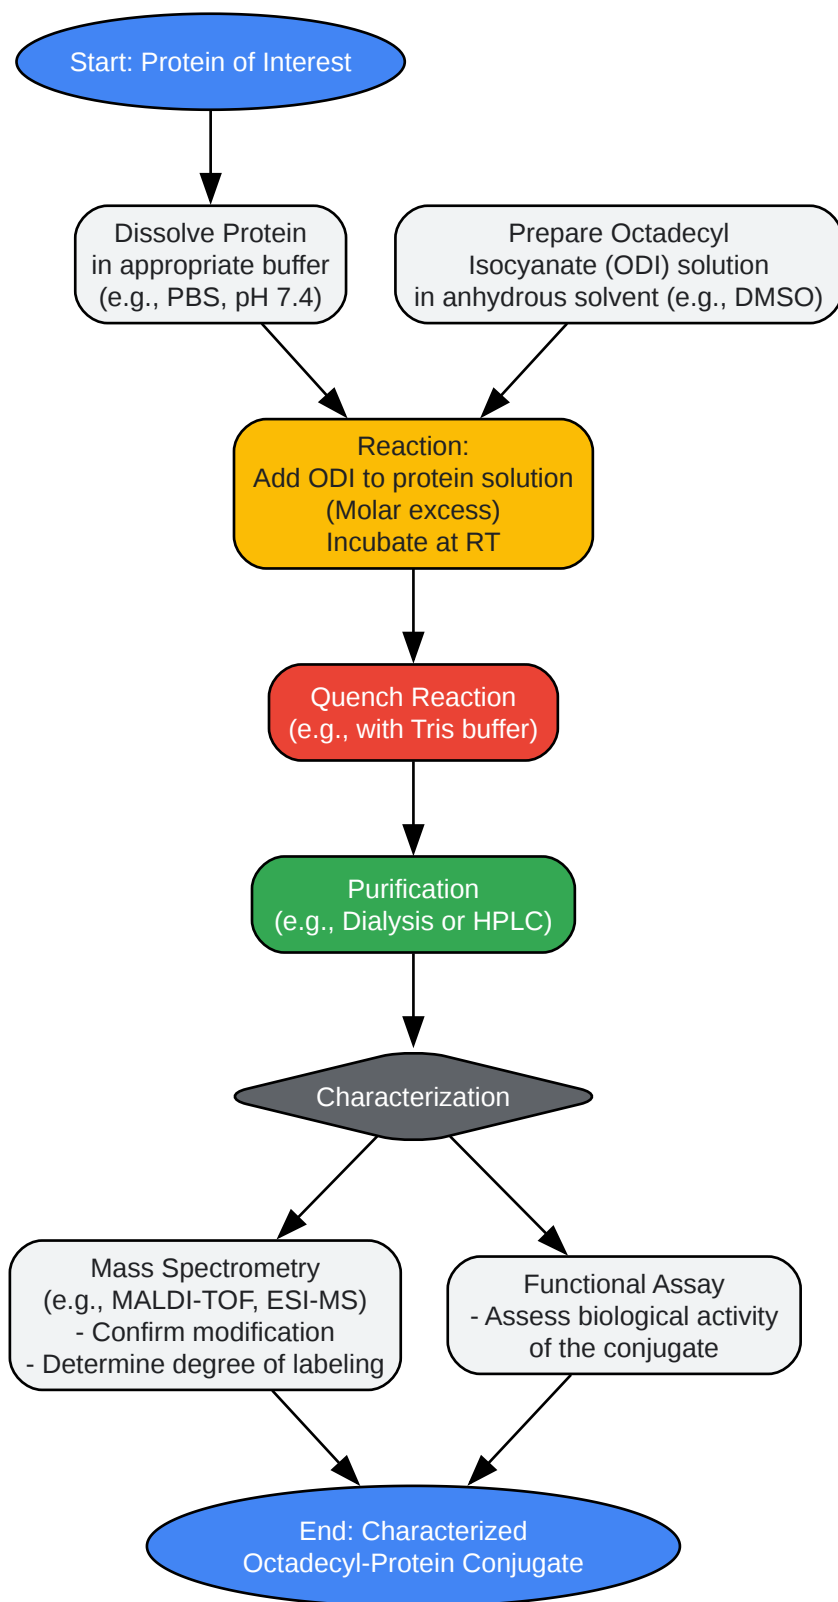 Start: Protein of Interest
Dissolve Protein
in appropriate buffer
(e.g., PBS, pH 7.4)
Prepare Octadecyl
Isocyanate (ODI) solution
in anhydrous solvent (e.g., DMSO)
Reaction:
Add ODI to protein solution
(Molar excess)
Incubate at RT
Quench Reaction
(e.g., with Tris buffer)
Purification
(e.g., Dialysis or HPLC)
Characterization
Mass Spectrometry
(e.g., MALDI-TOF, ESI-MS)
- Confirm modification
- Determine degree of labeling
Functional Assay
- Assess biological activity
of the conjugate
End: Characterized
Octadecyl-Protein Conjugate